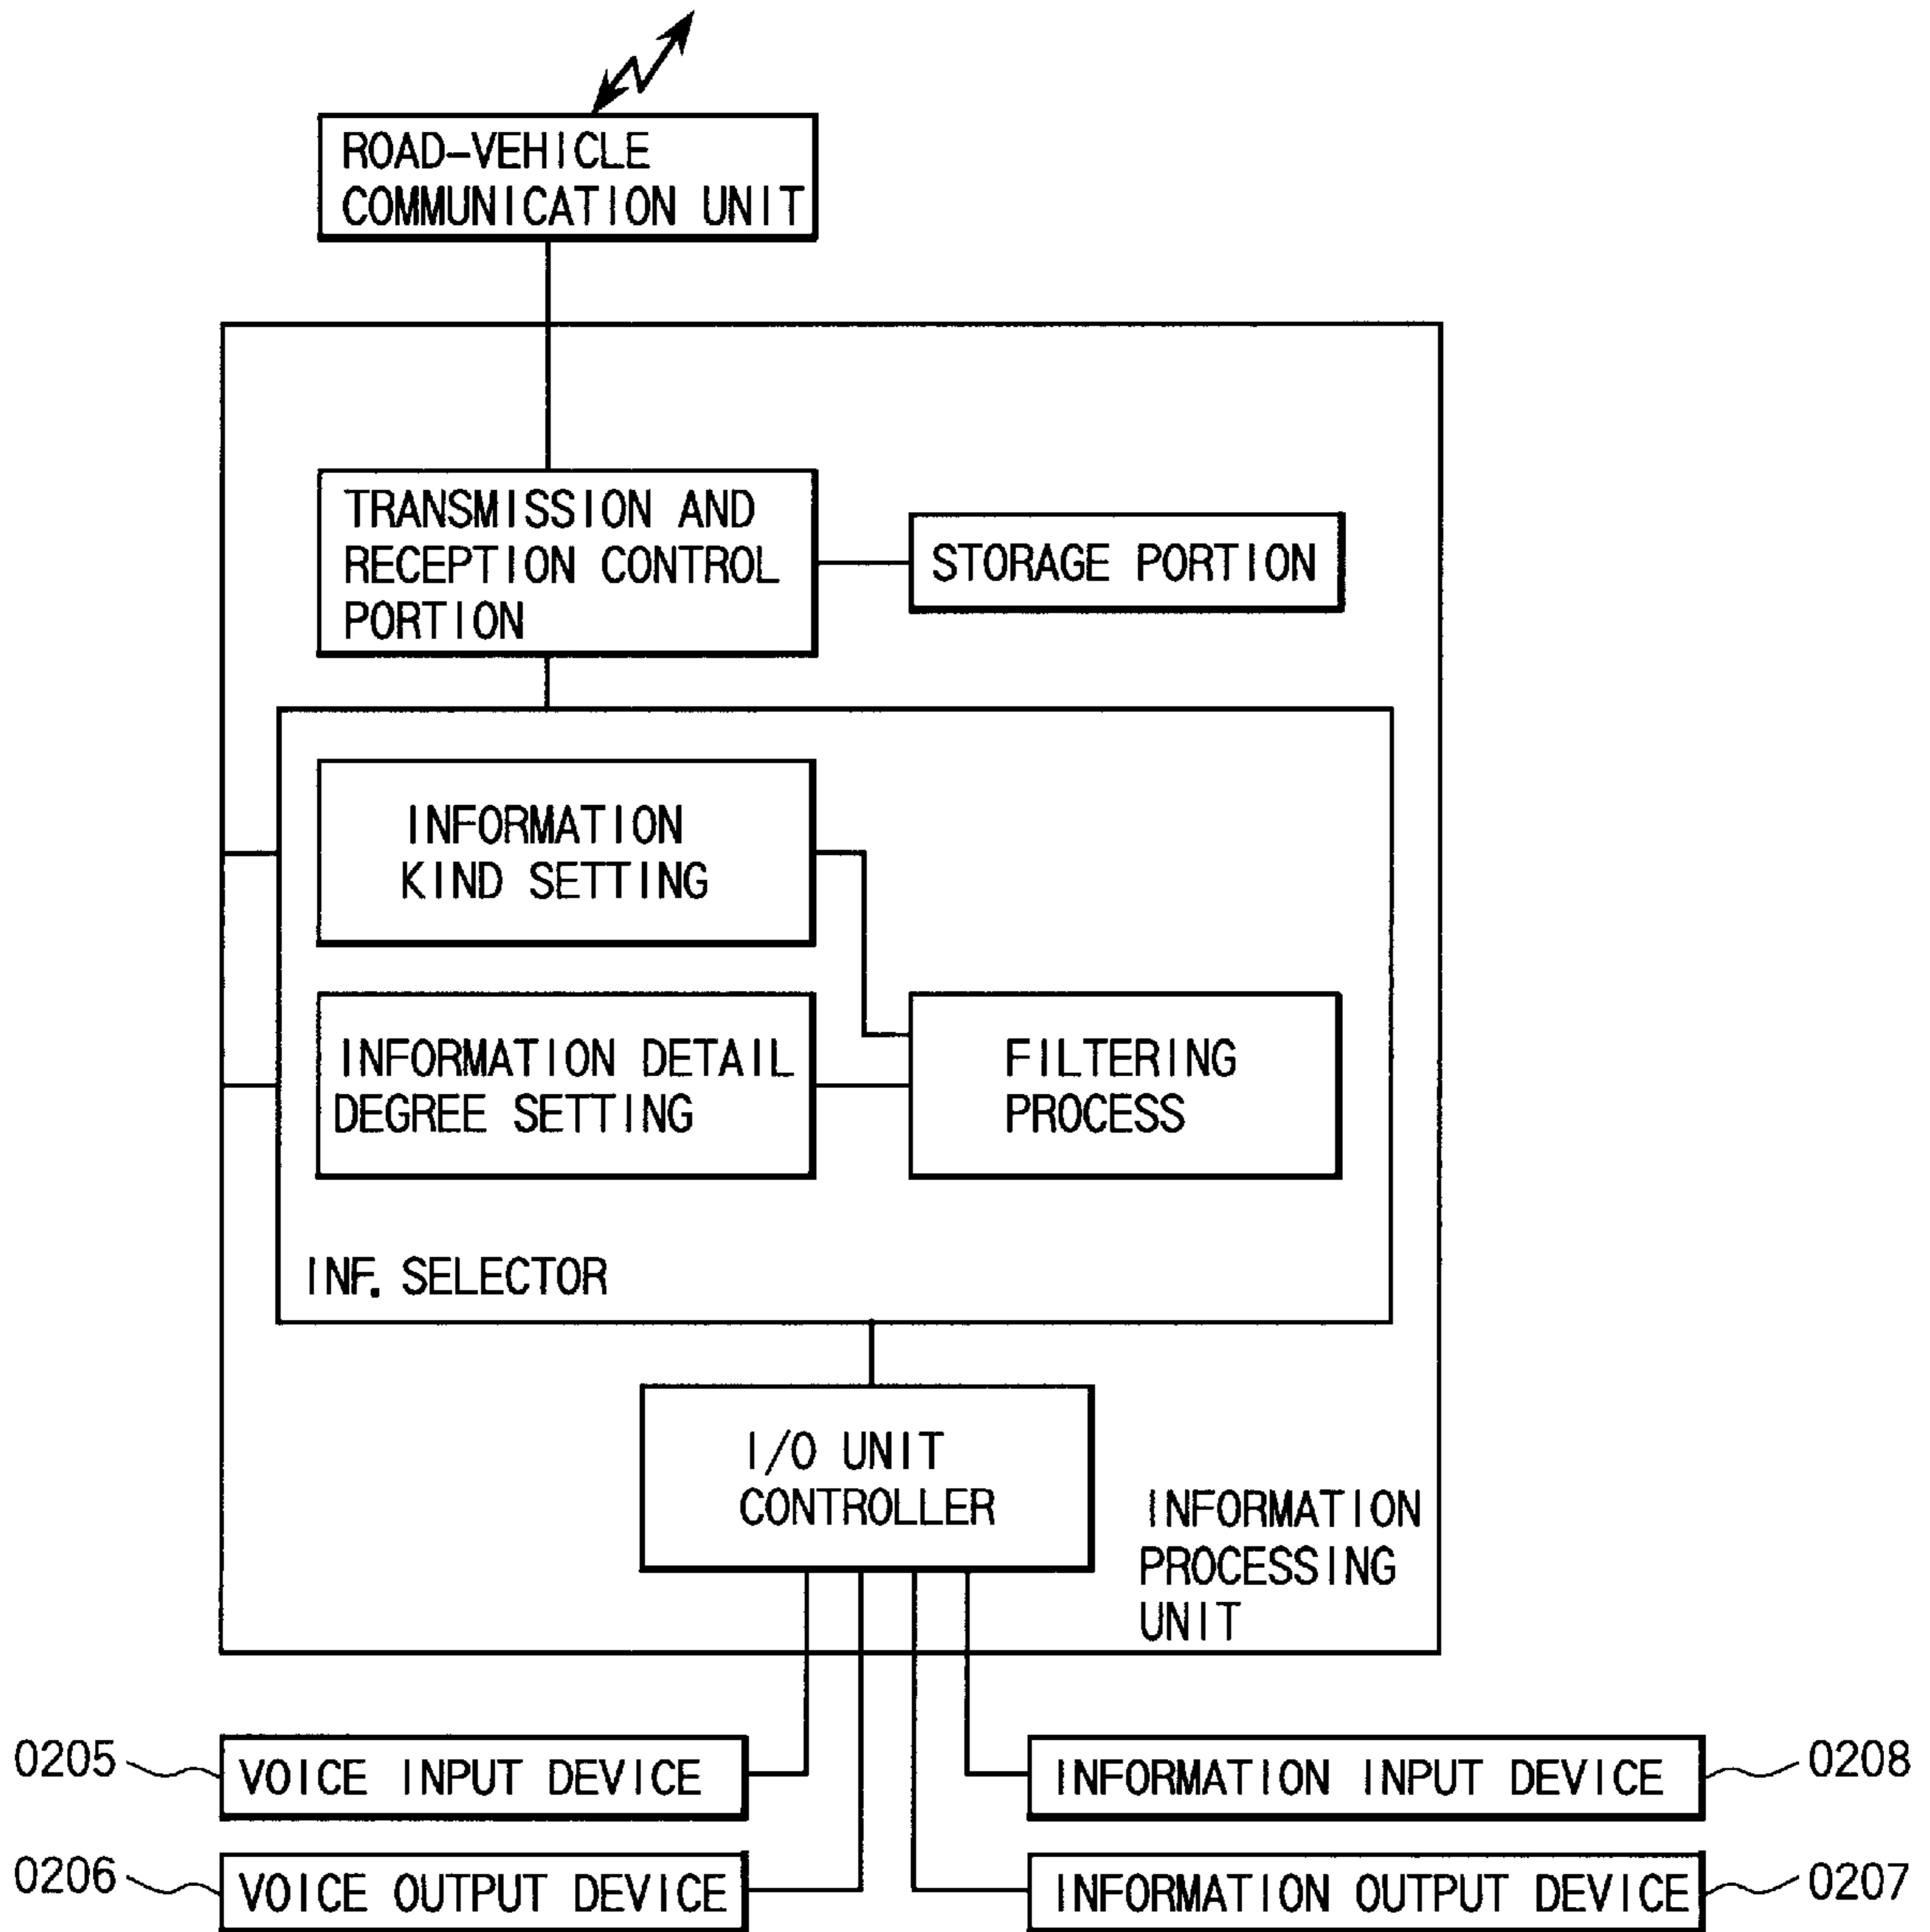 ROAD-VEHICLE
COMMUNICATION UNIT
TRANSMISSION AND
RECEPTION CONTROL
PORTION
STORAGE PORTION
INFORMATION
KIND SETTING
INFORMATION DETAIL
DEGREE SETTING
FILTERING
PROCESS
INF. SELECTOR
I/O UNIT
CONTROLLER
INFORMATION
PROCESSING
UNIT
0205
VOICE INPUT DEVICE
INFORMATION INPUT DEVICE
0208
0206
VOICE OUTPUT DEVICE
INFORMATION OUTPUT DEVICE
0207